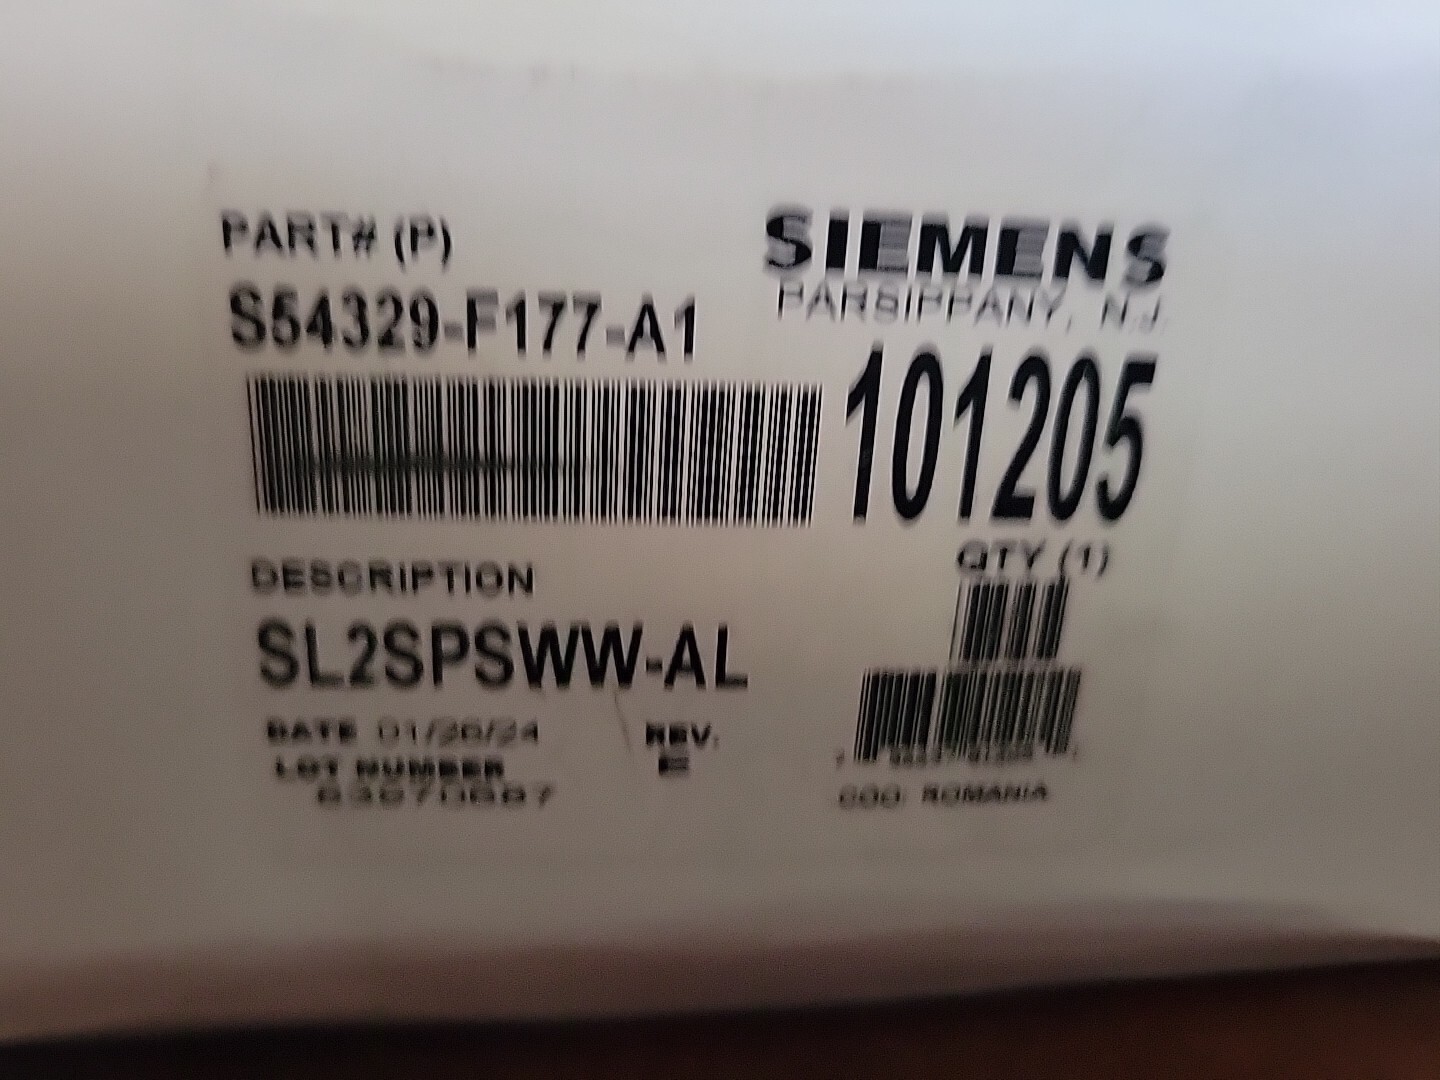 PART# (P)
S54329-F177-A1
SIEMENS
PARSIPPANY, N.J.
101205
QTY (1)
DESCRIPTION
SL2SPSWW-AL
DATE 01/26/24
REV.
E
LOT NUMBER
COO: ROMANIA